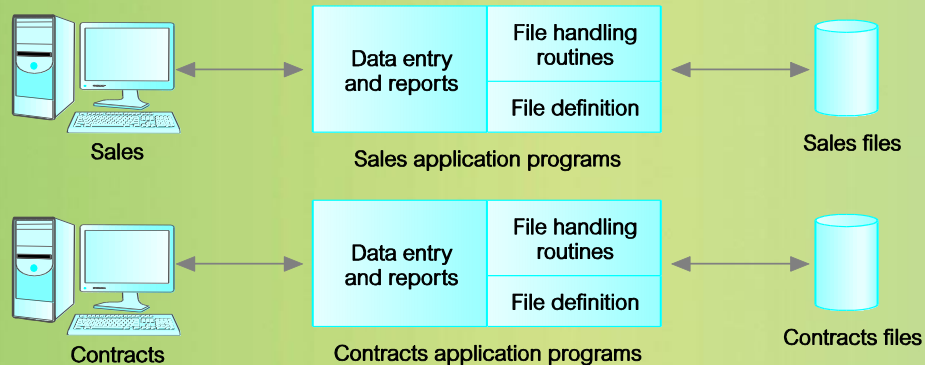 Data entry
and reports
File handling
routines
File definition
Sales
Sales application programs
Sales files
Data entry
and reports
File handling
routines
File definition
Contracts
Contracts application programs
Contracts files